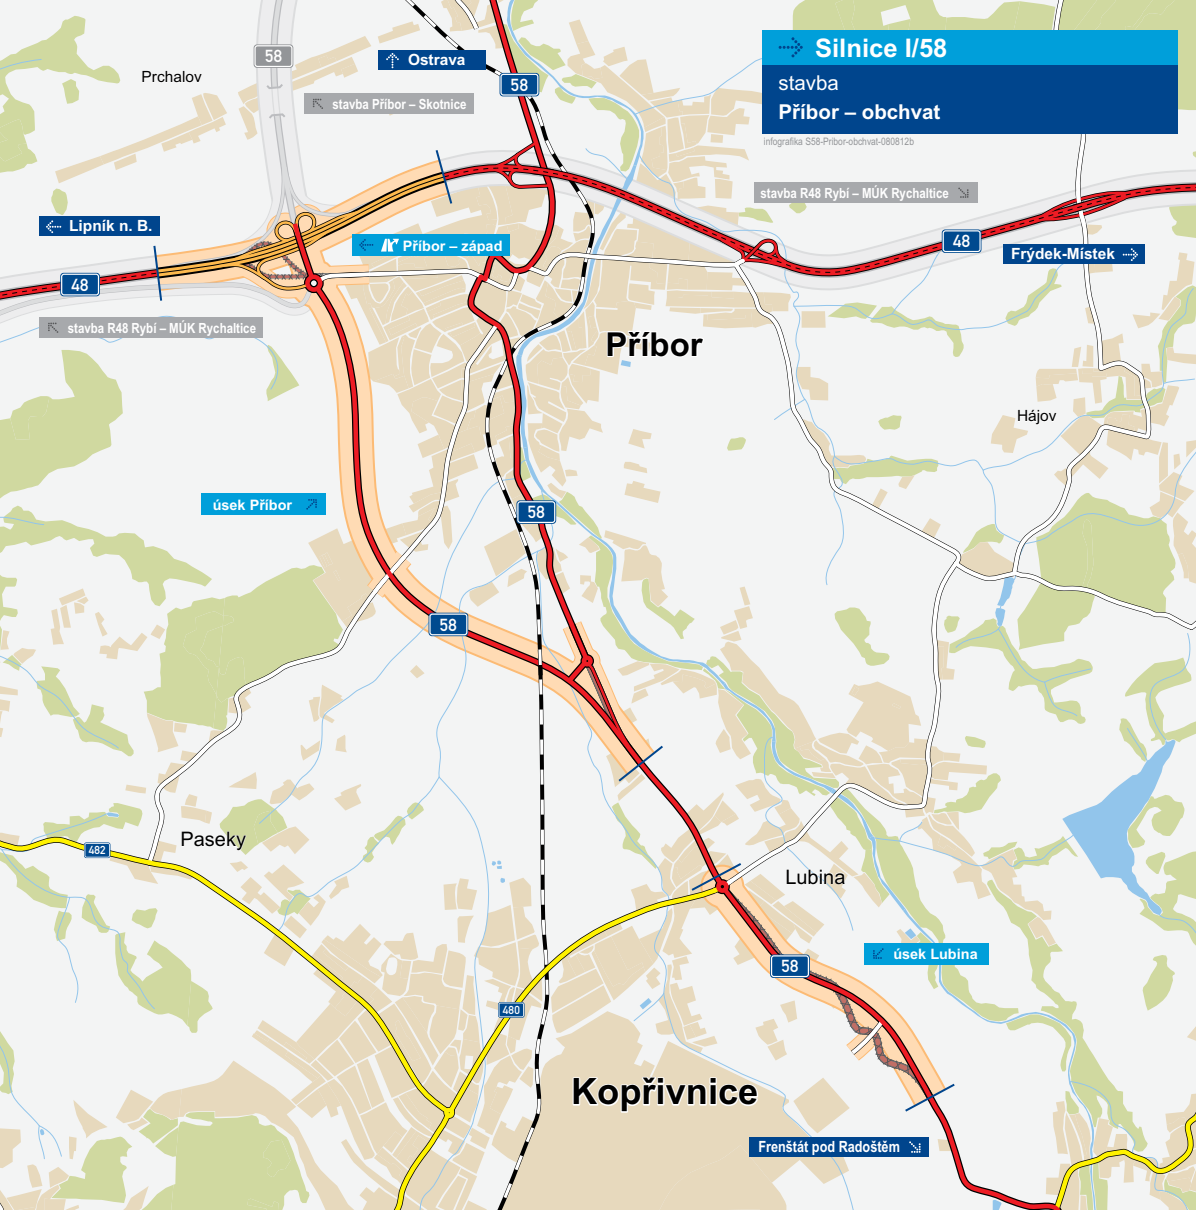 58
Prchalov
Ostrava
stavba Příbor – Skotnice
58
Silnice I/58
stavba
Příbor – obchvat
infografika S58-Pribor-obchvat-080812b
stavba R48 Rybí – MÚK Rychaltice
Lipník n. B.
Příbor – západ
48
Frýdek-Místek
48
stavba R48 Rybí – MÚK Rychaltice
Příbor
Hájov
úsek Příbor
58
58
Paseky
482
Lubina
úsek Lubina
58
480
Kopřivnice
Frenštát pod Radoštěm